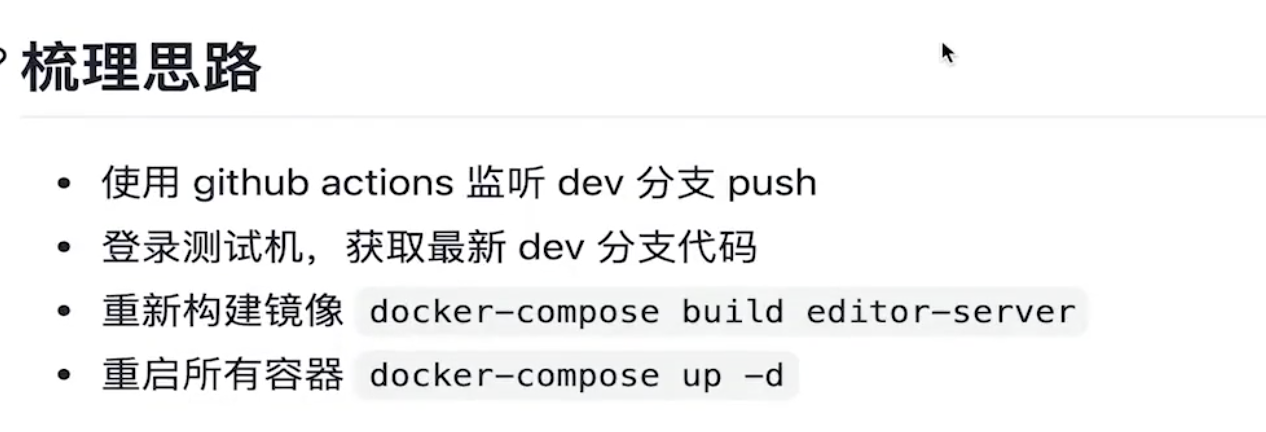 梳理思路
使用 github actions 监听 dev 分支 push
登录测试机，获取最新 dev 分支代码
重新构建镜像 docker-compose build editor-server
重启所有容器 docker-compose up -d